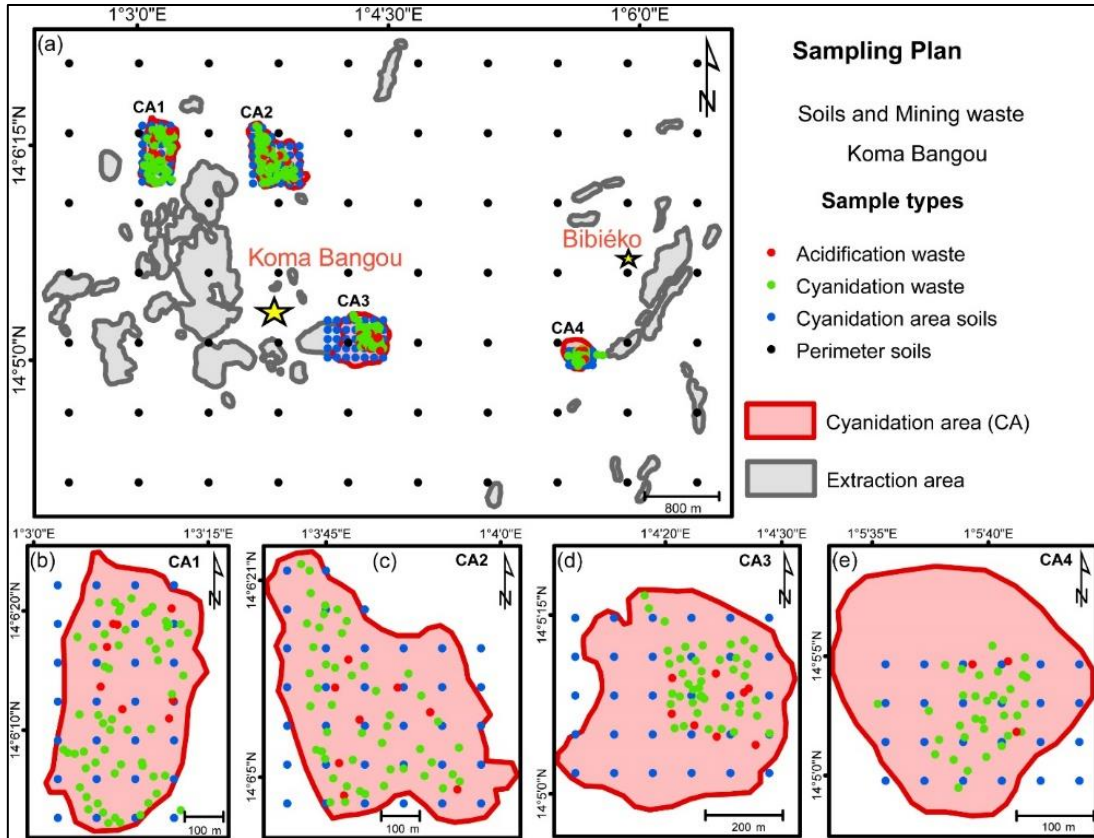 1°3'0"E 1°4'30"E 1°6'0"E
(a)
14°6'15"N
14°5'0"N
CA1
CA2
Koma Bangou
CA3
Bibiéko
CA4
N
800 m
Sampling Plan
Soils and Mining waste
Koma Bangou
Sample types
Acidification waste
Cyanidation waste
Cyanidation area soils
Perimeter soils
Cyanidation area (CA)
Extraction area
1°3'0"E 1°3'15"E
(b) CA1
N
14°6'20"N
14°6'10"N
100 m
1°3'45"E 1°4'0"E
(c) CA2
N
14°6'21"N
14°6'5"N
100 m
1°4'20"E 1°4'30"E
(d) CA3
N
14°5'15"N
14°5'0"N
200 m
1°5'35"E 1°5'40"E
(e) CA4
N
14°5'5"N
14°5'0"N
100 m